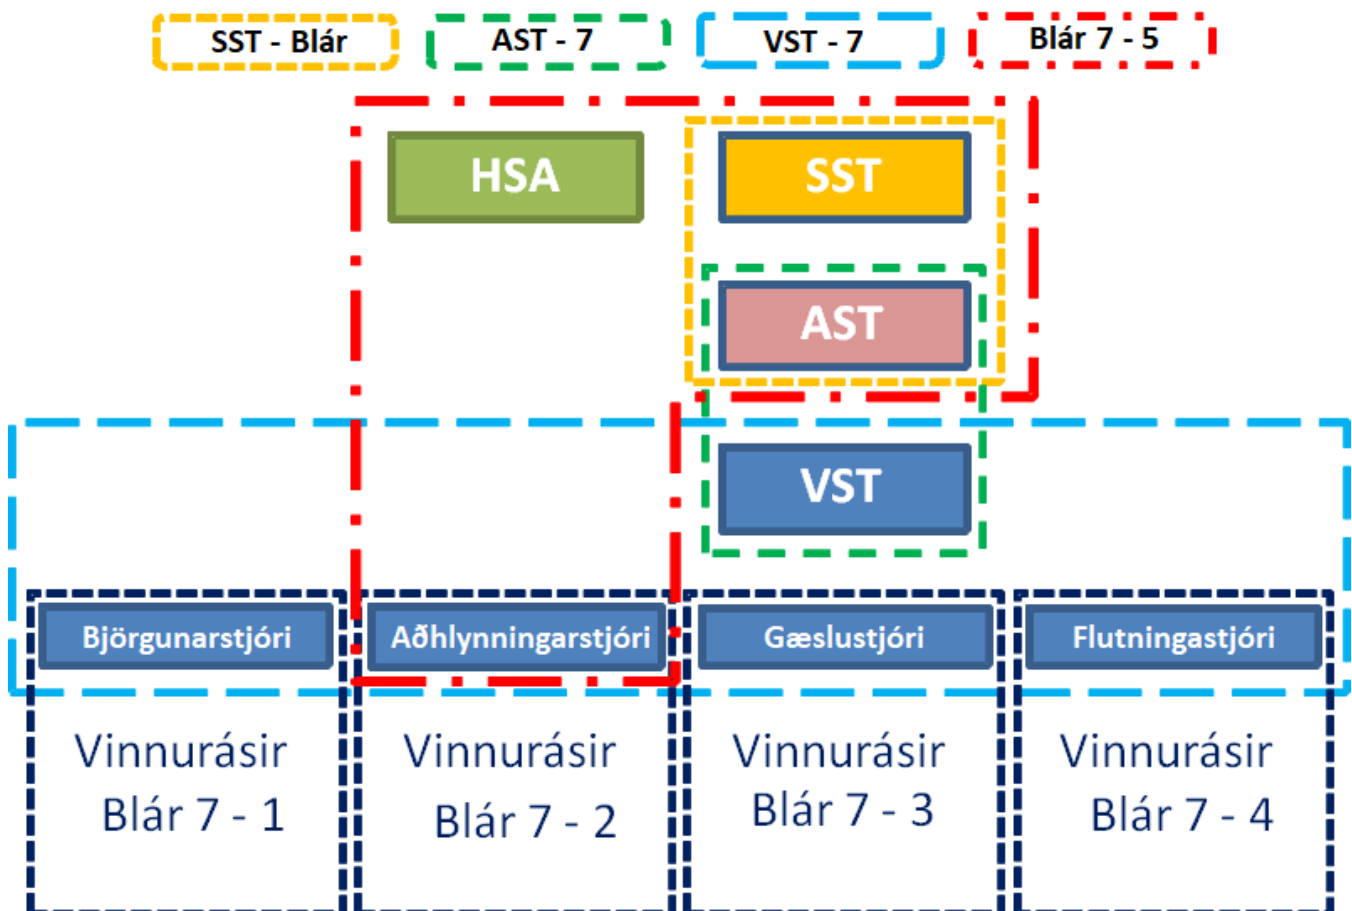 SST - Blár
AST - 7
VST - 7
Blár 7 - 5
HSA
SST
AST
VST
Björgunarstjóri
Aðhlynningarstjóri
Gæslustjóri
Flutningastjóri
Vinnurásir
Blár 7 - 1
Vinnurásir
Blár 7 - 2
Vinnurásir
Blár 7 - 3
Vinnurásir
Blár 7 - 4